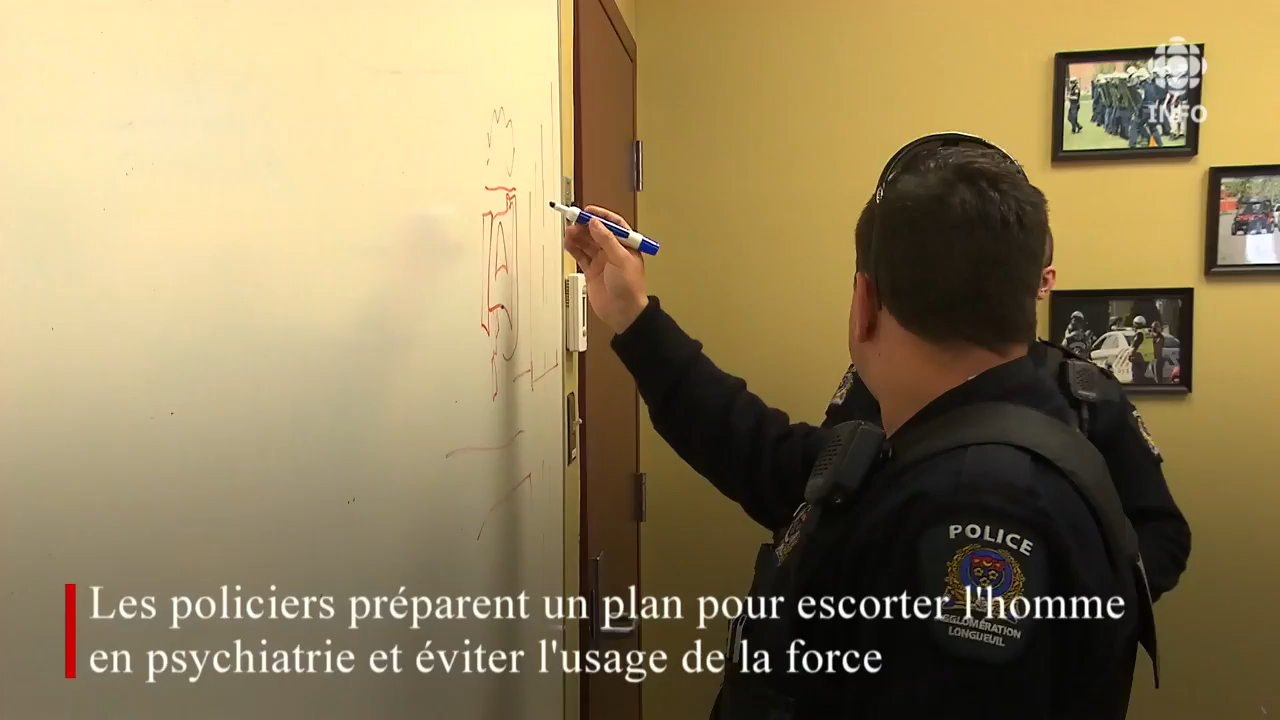 INFO
POLICE
AGGLOMÉRATION
LONGUEUIL
Les policiers préparent un plan pour escorter l'homme
en psychiatrie et éviter l'usage de la force